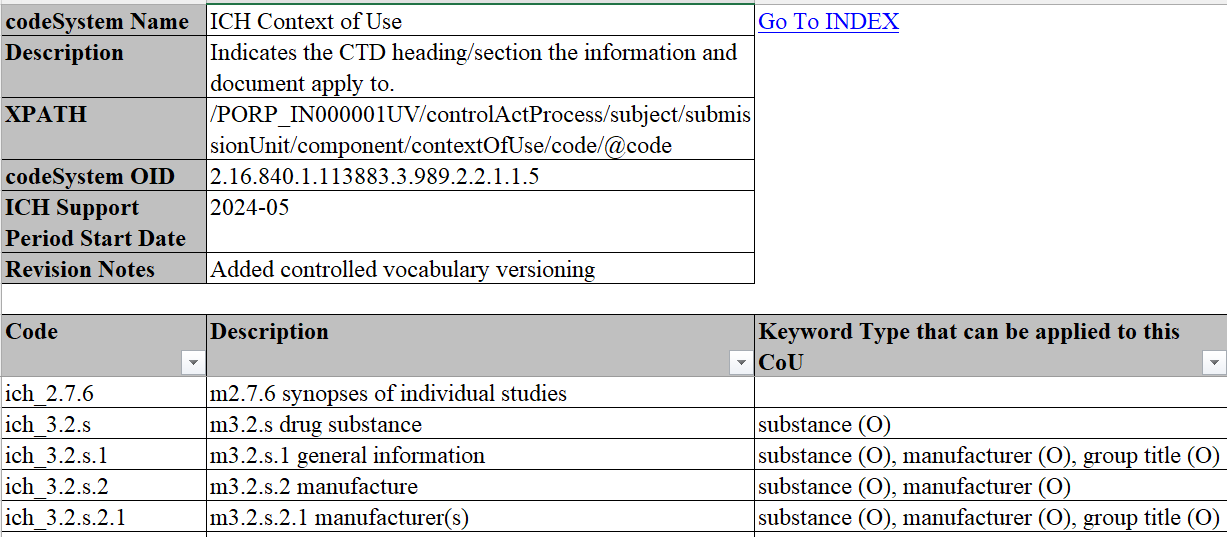 codeSystem Name ICH Context of Use Go To INDEX
Description Indicates the CTD heading/section the information and
document apply to.
XPATH /PORP_IN000001UV/controlActProcess/subject/submis
sionUnit/component/contextOfUse/code/@code
codeSystem OID 2.16.840.1.113883.3.989.2.2.1.1.5
ICH Support 2024-05
Period Start Date
Revision Notes Added controlled vocabulary versioning
Code Description Keyword Type that can be applied to this
CoU
ich_2.7.6 m2.7.6 synopses of individual studies
ich_3.2.s m3.2.s drug substance substance (O)
ich_3.2.s.1 m3.2.s.1 general information substance (O), manufacturer (O), group title (O)
ich_3.2.s.2 m3.2.s.2 manufacture substance (O), manufacturer (O)
ich_3.2.s.2.1 m3.2.s.2.1 manufacturer(s) substance (O), manufacturer (O), group title (O)